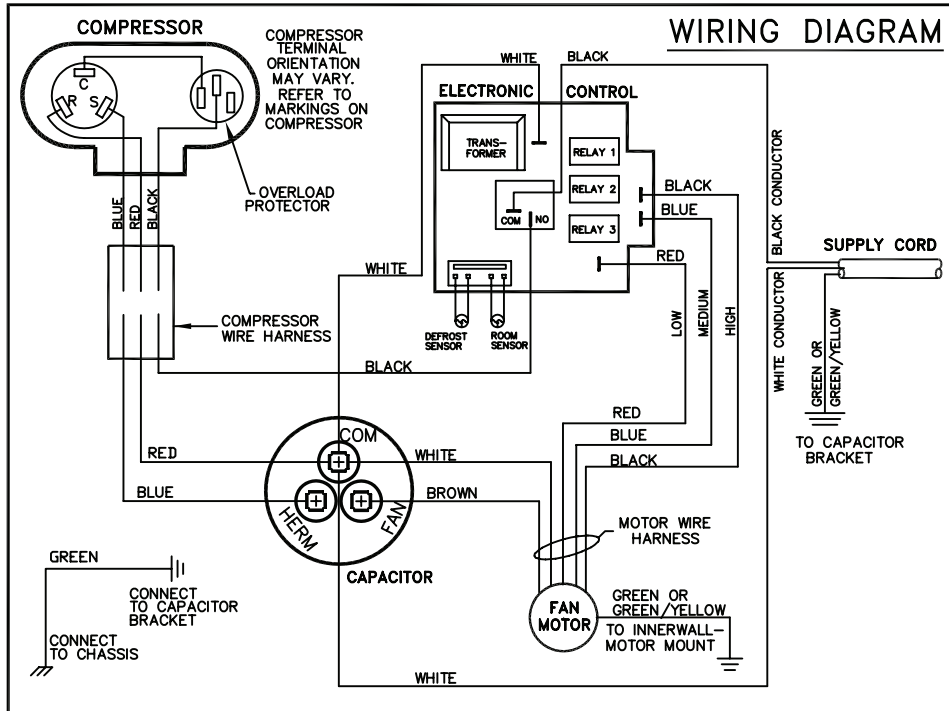 WIRING DIAGRAM
COMPRESSOR
COMPRESSOR
TERMINAL
ORIENTATION
MAY VARY.
REFER TO
MARKINGS ON
COMPRESSOR
C
R
S
OVERLOAD
PROTECTOR
BLUE
RED
BLACK
COMPRESSOR
WIRE HARNESS
WHITE
BLACK
ELECTRONIC CONTROL
TRANS-
FORMER
RELAY 1
RELAY 2
RELAY 3
COM
NO
BLACK
BLUE
RED
WHITE
DEFROST
SENSOR
ROOM
SENSOR
LOW
MEDIUM
HIGH
BLACK CONDUCTOR
WHITE CONDUCTOR
SUPPLY CORD
GREEN OR
GREEN/YELLOW
TO CAPACITOR
BRACKET
BLACK
RED
BLUE
BLACK
COM
HERM
FAN
CAPACITOR
RED
BLUE
WHITE
BROWN
MOTOR WIRE
HARNESS
FAN
MOTOR
GREEN OR
GREEN/YELLOW
TO INNERWALL-
MOTOR MOUNT
GREEN
CONNECT
TO CAPACITOR
BRACKET
CONNECT
TO CHASSIS
WHITE